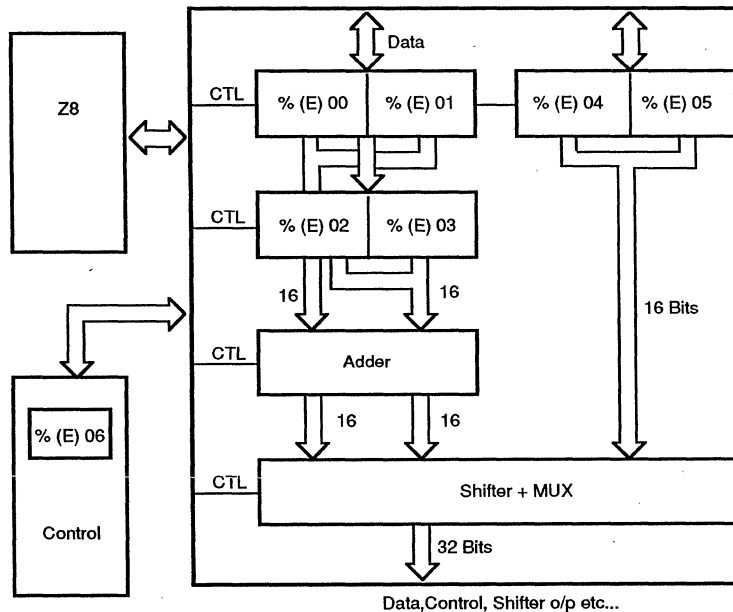 Data
Z8
CTL
% (E) 00
% (E) 01
% (E) 04
% (E) 05
CTL
% (E) 02
% (E) 03
16
16
16 Bits
CTL
Adder
% (E) 06
16
16
CTL
Shifter + MUX
Control
32 Bits
Data,Control, Shifter o/p etc...